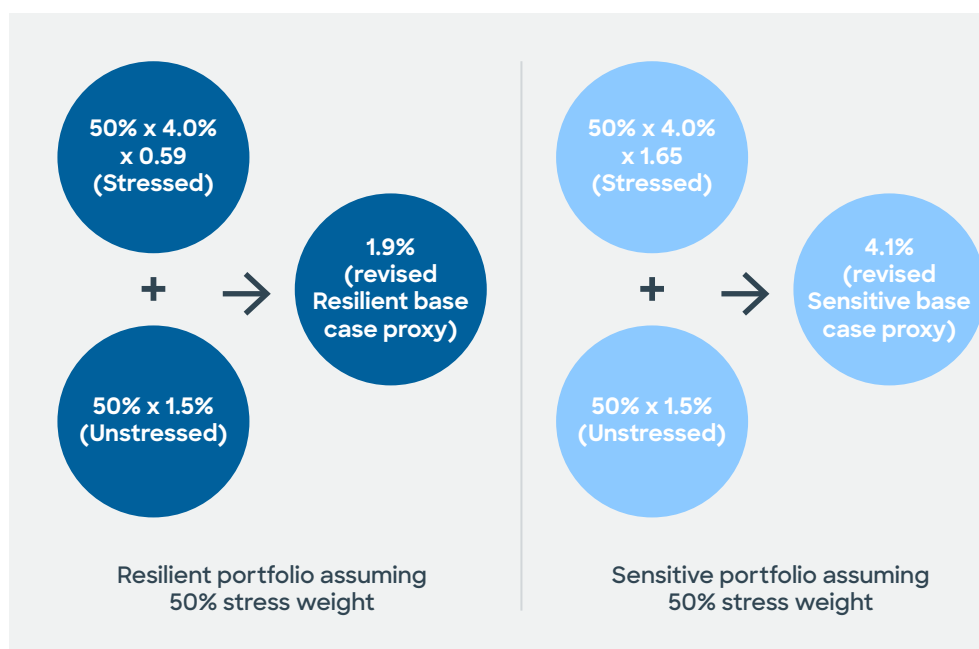 50% x 4.0%
x 0.59
(Stressed)
+
50% x 1.5%
(Unstressed)
1.9%
(revised
Resilient base
case proxy)
Resilient portfolio assuming
50% stress weight
50% x 4.0%
x 1.65
(Stressed)
+
50% x 1.5%
(Unstressed)
4.1%
(revised
Sensitive base
case proxy)
Sensitive portfolio assuming
50% stress weight